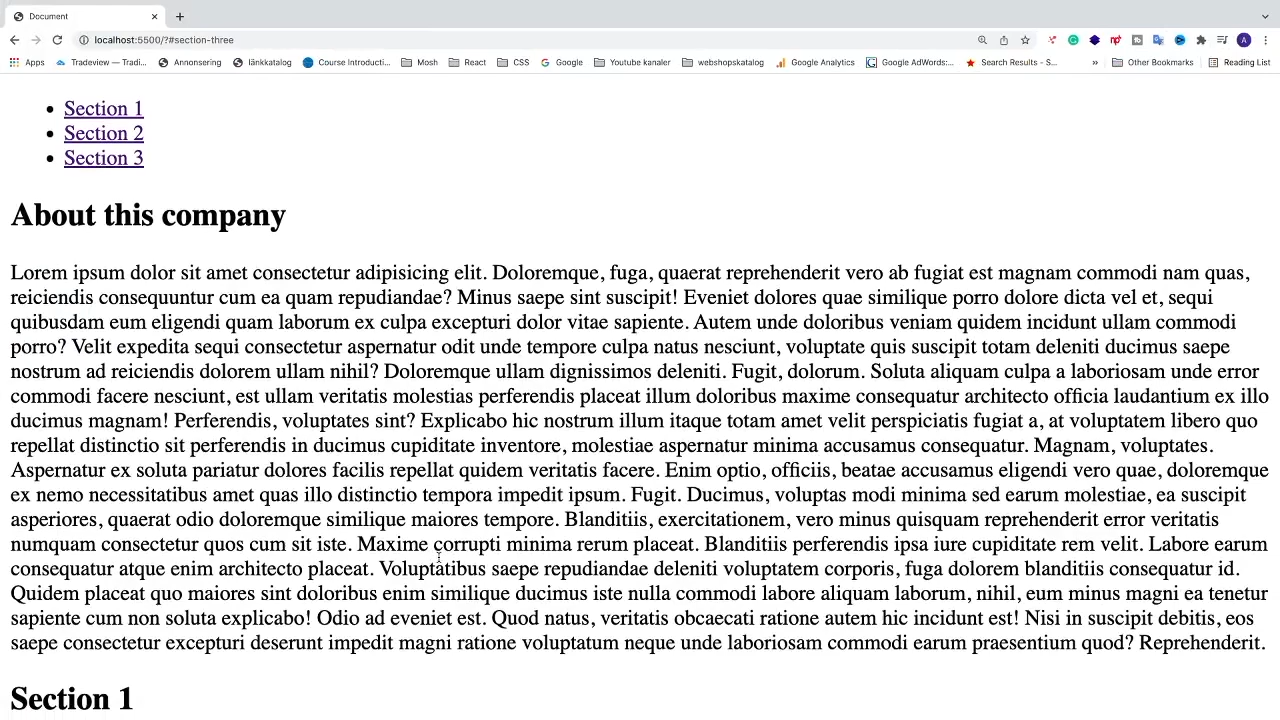 Document
localhost:5500/?#section-three
Apps Tradeview — Tradi... Annonsering länkkatalog Course Introducti... Mosh React CSS Google Youtube kanaler webshopskatalog Google Analytics Google AdWords:... Search Results - S... » Other Bookmarks Reading List
Section 1
Section 2
Section 3
About this company
Lorem ipsum dolor sit amet consectetur adipisicing elit. Doloremque, fuga, quaerat reprehenderit vero ab fugiat est magnam commodi nam quas,
reiciendis consequuntur cum ea quam repudiandae? Minus saepe sint suscipit! Eveniet dolores quae similique porro dolore dicta vel et, sequi
quibusdam eum eligendi quam laborum ex culpa excepturi dolor vitae sapiente. Autem unde doloribus veniam quidem incidunt ullam commodi
porro? Velit expedita sequi consectetur aspernatur odit unde tempore culpa natus nesciunt, voluptate quis suscipit totam deleniti ducimus saepe
nostrum ad reiciendis dolorem ullam nihil? Doloremque ullam dignissimos deleniti. Fugit, dolorum. Soluta aliquam culpa a laboriosam unde error
commodi facere nesciunt, est ullam veritatis molestias perferendis placeat illum doloribus maxime consequatur architecto officia laudantium ex illo
ducimus magnam! Perferendis, voluptates sint? Explicabo hic nostrum illum itaque totam amet velit perspiciatis fugiat a, at voluptatem libero quo
repellat distinctio sit perferendis in ducimus cupiditate inventore, molestiae aspernatur minima accusamus consequatur. Magnam, voluptates.
Aspernatur ex soluta pariatur dolores facilis repellat quidem veritatis facere. Enim optio, officiis, beatae accusamus eligendi vero quae, doloremque
ex nemo necessitatibus amet quas illo distinctio tempora impedit ipsum. Fugit. Ducimus, voluptas modi minima sed earum molestiae, ea suscipit
asperiores, quaerat odio doloremque similique maiores tempore. Blanditiis, exercitationem, vero minus quisquam reprehenderit error veritatis
numquam consectetur quos cum sit iste. Maxime corrupti minima rerum placeat. Blanditiis perferendis ipsa iure cupiditate rem velit. Labore earum
consequatur atque enim architecto placeat. Voluptatibus saepe repudiandae deleniti voluptatem corporis, fuga dolorem blanditiis consequatur id.
Quidem placeat quo maiores sint doloribus enim similique ducimus iste nulla commodi labore aliquam laborum, nihil, eum minus magni ea tenetur
sapiente cum non soluta explicabo! Odio ad eveniet est. Quod natus, veritatis obcaecati ratione autem hic incidunt est! Nisi in suscipit debitis, eos
saepe consectetur excepturi deserunt impedit magni ratione voluptatum neque unde laboriosam commodi earum praesentium quod? Reprehenderit.
Section 1